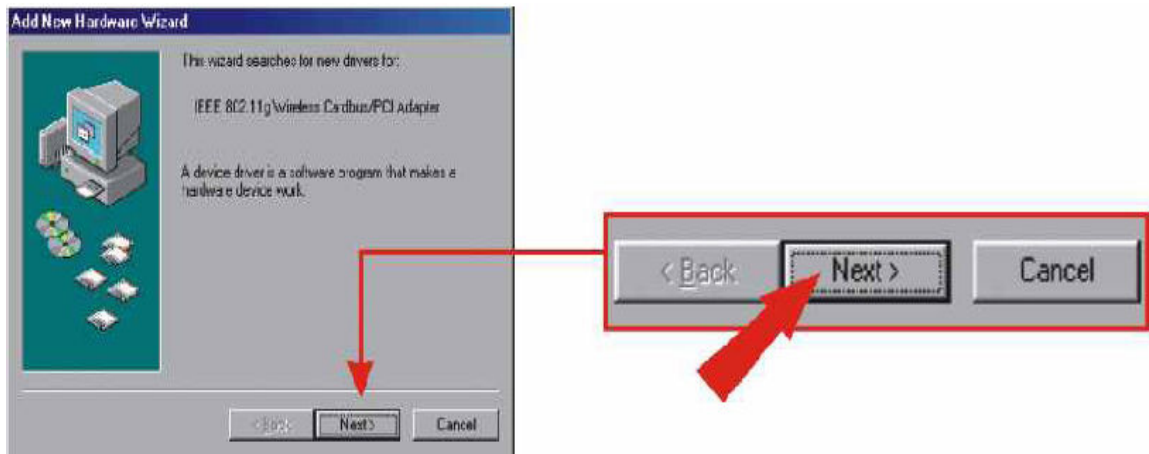 Add New Hardware Wizard
This wizard searches for new drivers for:
IEEE 802.11g Wireless Cardbus/PCI Adapter
A device driver is a software program that makes a
hardware device work.
< Back
Next >
Cancel
< Back
Next >
Cancel